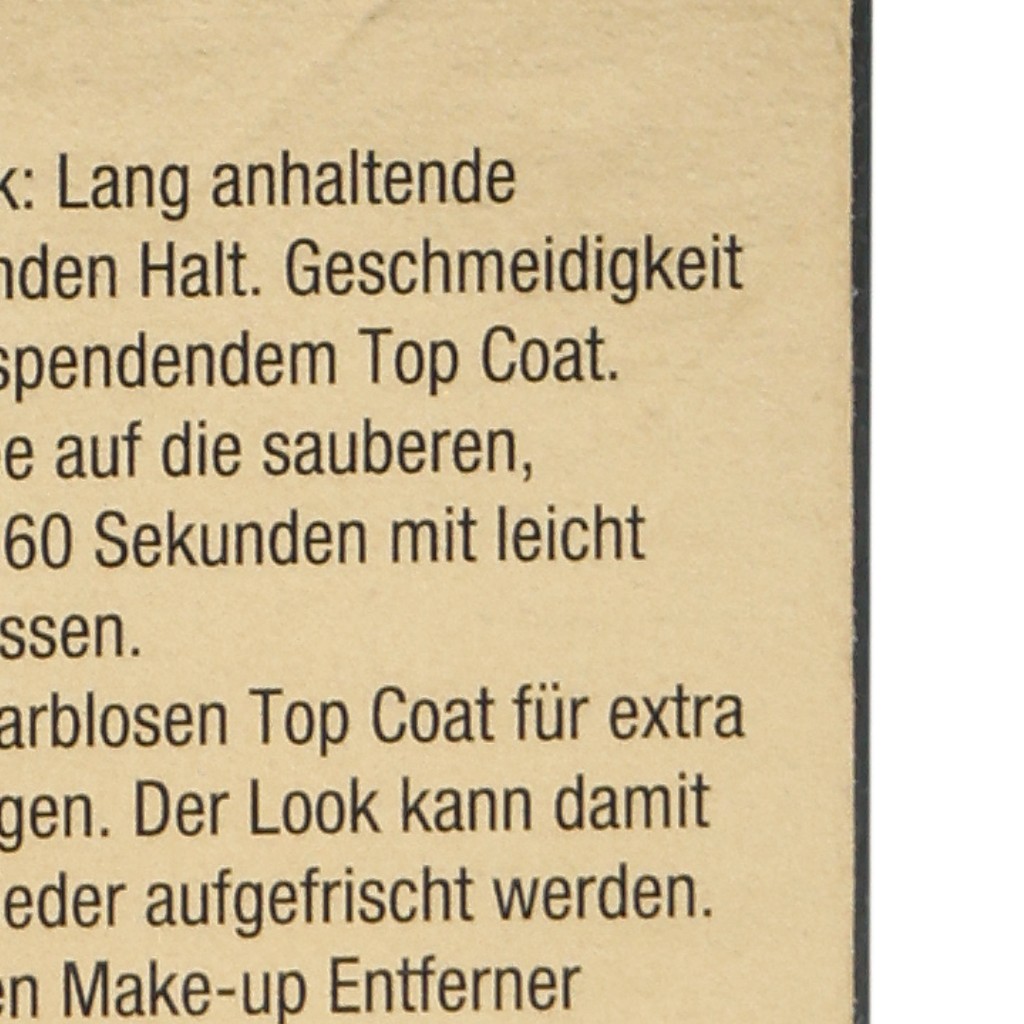 k: Lang anhaltende
nden Halt. Geschmeidigkeit
spendendem Top Coat.
e auf die sauberen,
60 Sekunden mit leicht
ssen.
arblosen Top Coat für extra
gen. Der Look kann damit
ieder aufgefrischt werden.
en Make-up Entferner